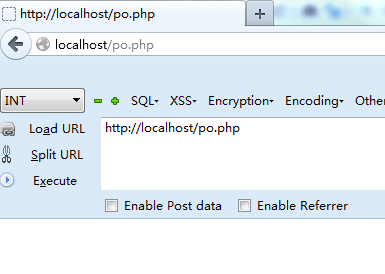 http://localhost/po.php
localhost/po.php
INT SQL XSS Encryption Encoding Other
Load URL http://localhost/po.php
Split URL
Execute
Enable Post data Enable Referrer